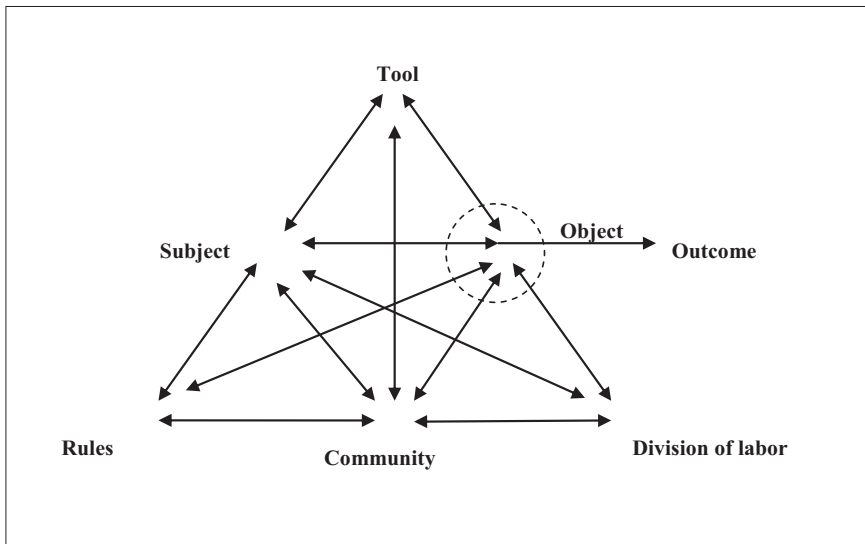 Tool
Object
Subject
Outcome
Rules
Community
Division of labor